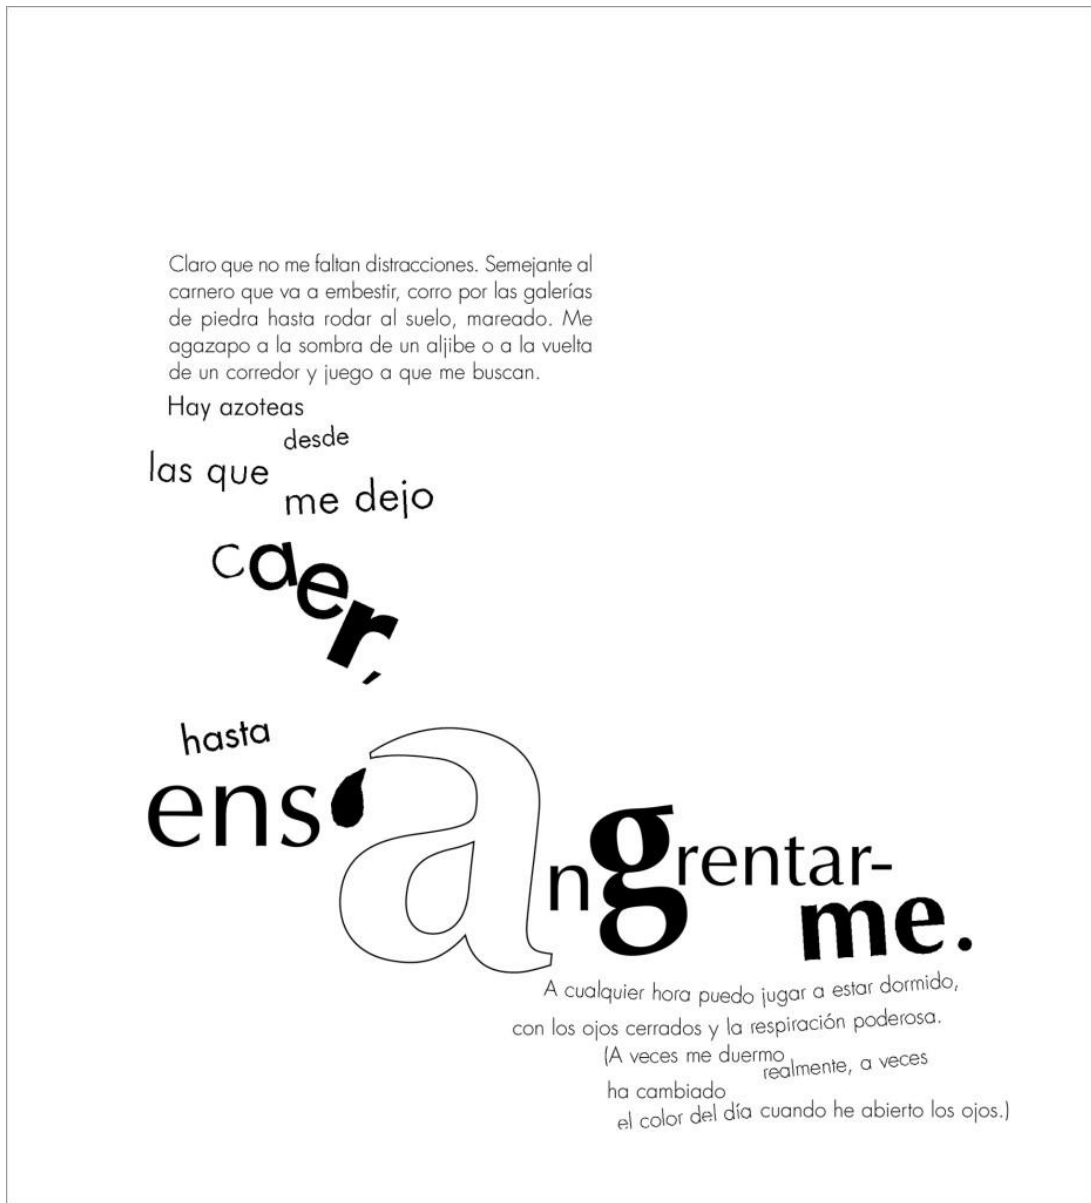 Claro que no me faltan distracciones. Semejante al
carnero que va a embestir, corro por las galerías
de piedra hasta rodar al suelo, mareado. Me
agazapo a la sombra de un aljibe o a la vuelta
de un corredor y juego a que me buscan.
Hay azoteas
desde
las que
me dejo
caer,
hasta
ensangrentar-
me.
A cualquier hora puedo jugar a estar dormido,
con los ojos cerrados y la respiración poderosa.
(A veces me duermo
realmente, a veces
ha cambiado
el color del día cuando he abierto los ojos.)